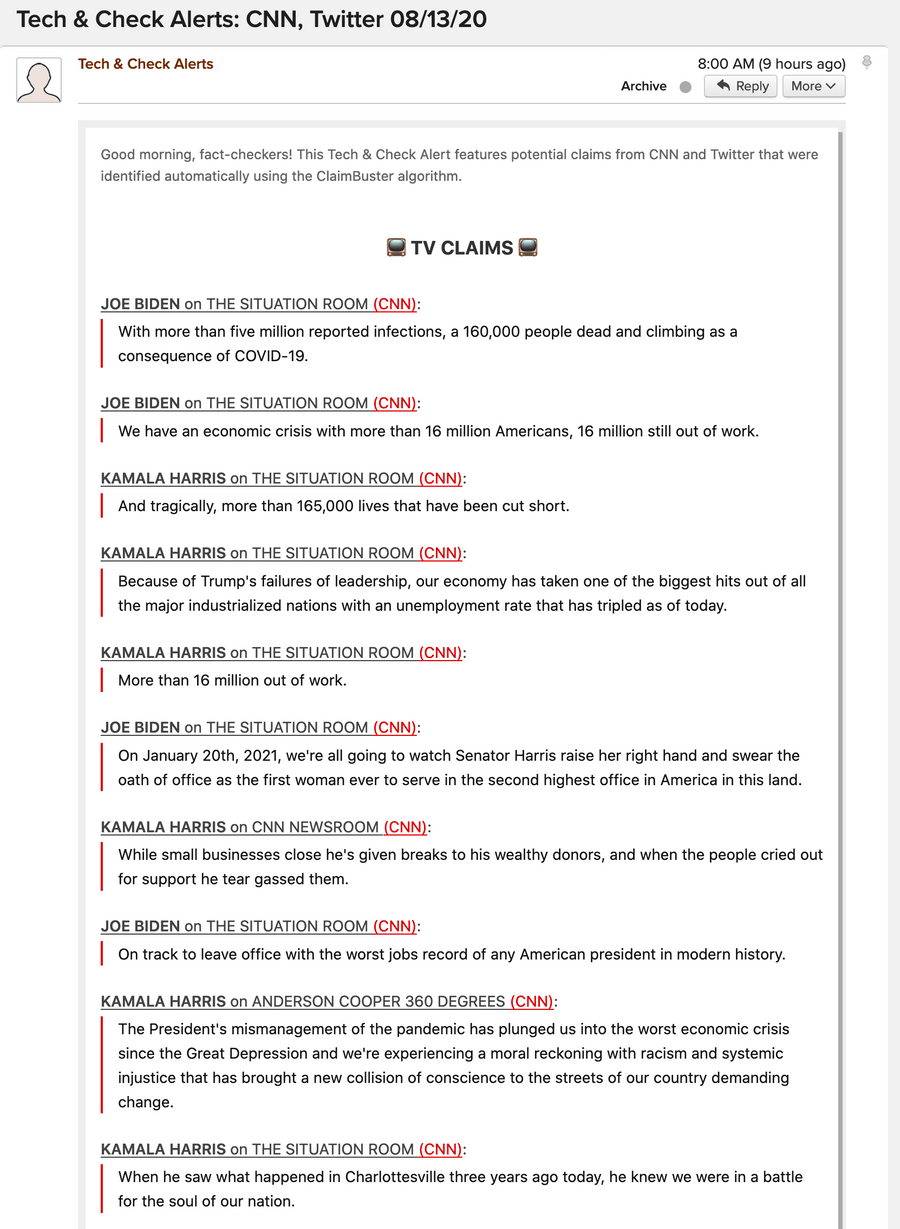 Tech & Check Alerts: CNN, Twitter 08/13/20
Tech & Check Alerts
8:00 AM (9 hours ago)
Archive
Reply
More
Good morning, fact-checkers! This Tech & Check Alert features potential claims from CNN and Twitter that were
identified automatically using the ClaimBuster algorithm.
TV CLAIMS
JOE BIDEN on THE SITUATION ROOM (CNN):
With more than five million reported infections, a 160,000 people dead and climbing as a
consequence of COVID-19.
JOE BIDEN on THE SITUATION ROOM (CNN):
We have an economic crisis with more than 16 million Americans, 16 million still out of work.
KAMALA HARRIS on THE SITUATION ROOM (CNN):
And tragically, more than 165,000 lives that have been cut short.
KAMALA HARRIS on THE SITUATION ROOM (CNN):
Because of Trump's failures of leadership, our economy has taken one of the biggest hits out of all
the major industrialized nations with an unemployment rate that has tripled as of today.
KAMALA HARRIS on THE SITUATION ROOM (CNN):
More than 16 million out of work.
JOE BIDEN on THE SITUATION ROOM (CNN):
On January 20th, 2021, we're all going to watch Senator Harris raise her right hand and swear the
oath of office as the first woman ever to serve in the second highest office in America in this land.
KAMALA HARRIS on CNN NEWSROOM (CNN):
While small businesses close he's given breaks to his wealthy donors, and when the people cried out
for support he tear gassed them.
JOE BIDEN on THE SITUATION ROOM (CNN):
On track to leave office with the worst jobs record of any American president in modern history.
KAMALA HARRIS on ANDERSON COOPER 360 DEGREES (CNN):
The President's mismanagement of the pandemic has plunged us into the worst economic crisis
since the Great Depression and we're experiencing a moral reckoning with racism and systemic
injustice that has brought a new collision of conscience to the streets of our country demanding
change.
KAMALA HARRIS on THE SITUATION ROOM (CNN):
When he saw what happened in Charlottesville three years ago today, he knew we were in a battle
for the soul of our nation.